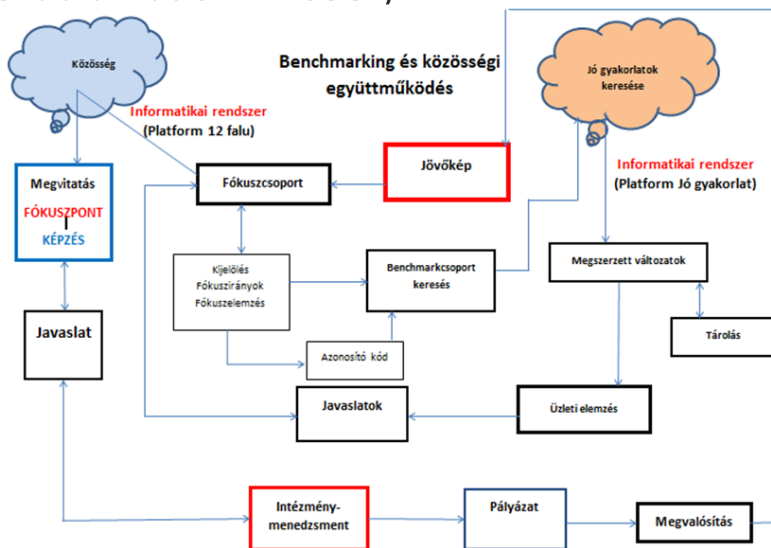 Közösség
Benchmarking és közösségi
együttműködés
Jó gyakorlatok
keresése
Informatikai rendszer
(Platform 12 falu)
Informatikai rendszer
(Platform Jó gyakorlat)
Megvitatás
FÓKUSZPONT
KÉPZÉS
Fókuszcsoport
Jövőkép
Kijelölés
Fókuszirányok
Fókuszelemzés
Benchmarkcsoport
keresés
Megszerzett változatok
Javaslat
Azonosító kód
Tárolás
Javaslatok
Üzleti elemzés
Intézmény-
menedzsment
Pályázat
Megvalósítás